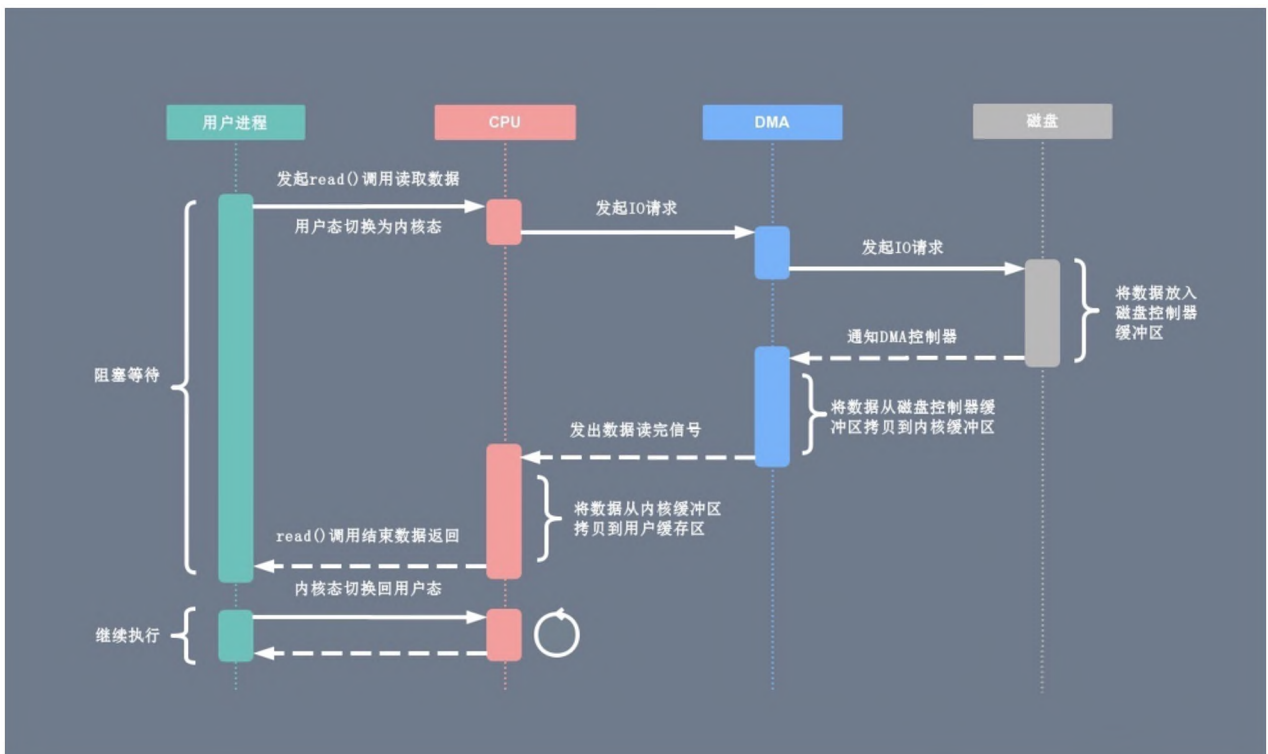 用户进程
CPU
DMA
磁盘
发起read()调用读取数据
用户态切换为内核态
发起IO请求
发起IO请求
将数据放入
磁盘控制器
缓冲区
通知DMA控制器
阻塞等待
将数据从磁盘控制器缓
冲区拷贝到内核缓冲区
发出数据读完信号
将数据从内核缓冲区
拷贝到用户缓存区
read()调用结束数据返回
内核态切换回用户态
继续执行